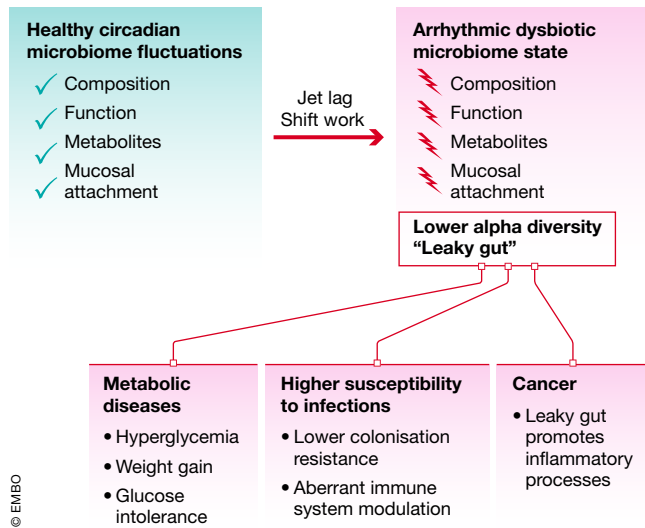 Healthy circadian
microbiome fluctuations
Composition
Function
Metabolites
Mucosal
attachment
Jet lag
Shift work
Arrhythmic dysbiotic
microbiome state
Composition
Function
Metabolites
Mucosal
attachment
Lower alpha diversity
“Leaky gut”
Metabolic
diseases
• Hyperglycemia
• Weight gain
• Glucose
intolerance
Higher susceptibility
to infections
• Lower colonisation
resistance
• Aberrant immune
system modulation
Cancer
• Leaky gut
promotes
inflammatory
processes
© EMBO